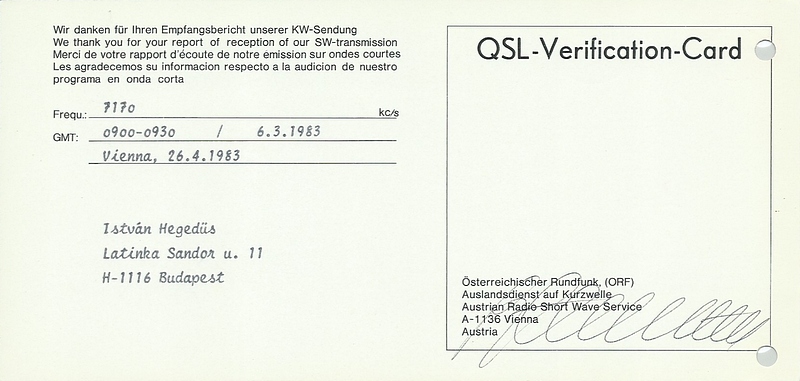 Wir danken für Ihren Empfangsbericht unserer KW-Sendung
We thank you for your report of reception of our SW-transmission
Merci de votre rapport d'écoute de notre émission sur ondes courtes
Les agradecemos su informacion respecto a la audicion de nuestro
programa en onda corta
Frequ.: 7170 kc/s
GMT: 0900-0930 / 6.3.1983
Vienna, 26.4.1983
István Hegedüs
Latinka Sandor u. 11
H-1116 Budapest
QSL-Verification-Card
Österreichischer Rundfunk, (ORF)
Auslandsdienst auf Kurzwelle
Austrian Radio Short Wave Service
A-1136 Vienna
Austria